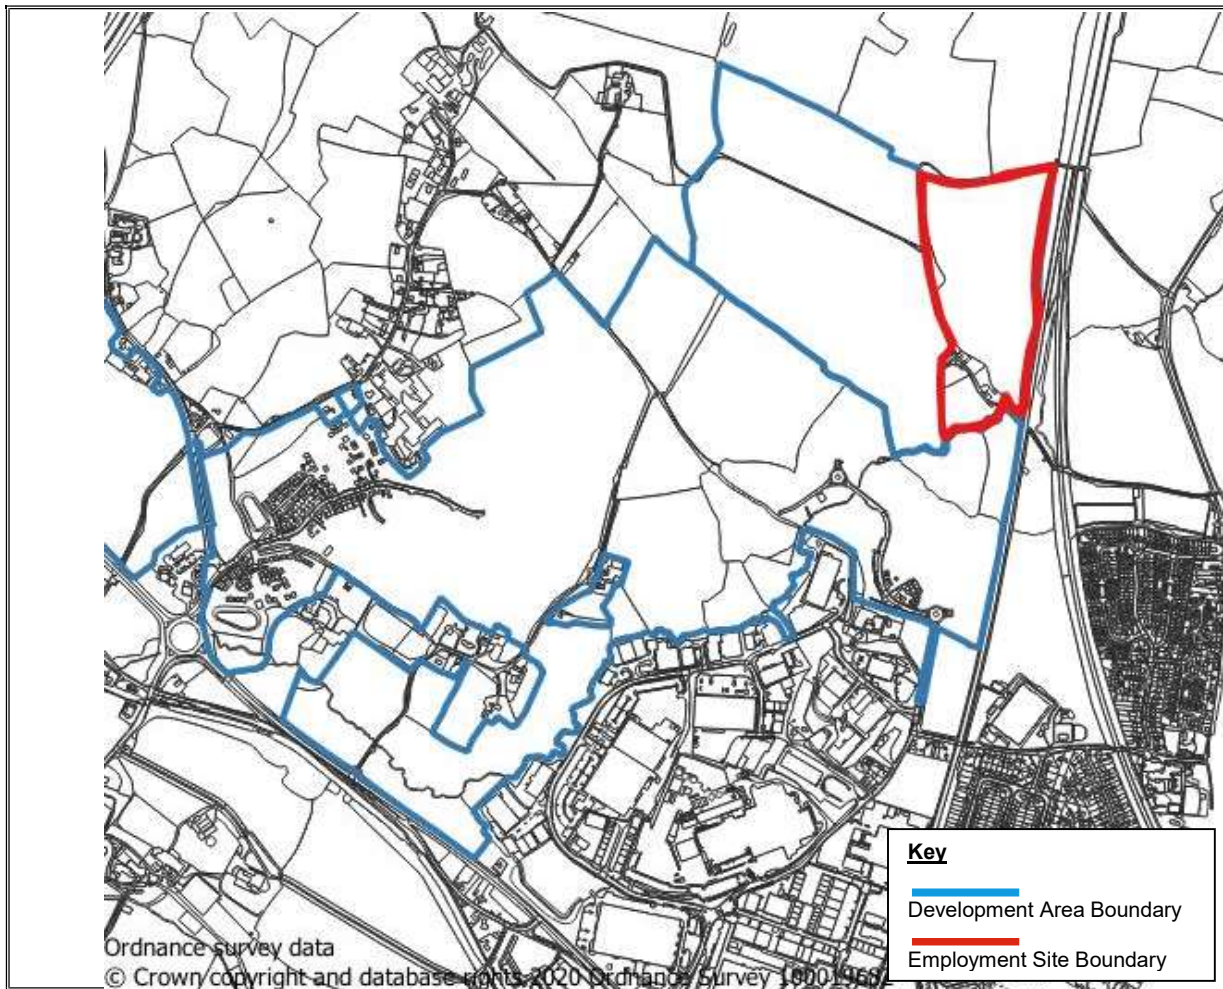 Key
Development Area Boundary
Employment Site Boundary
Ordnance survey data
© Crown copyright and database rights 2020 Ordnance Survey